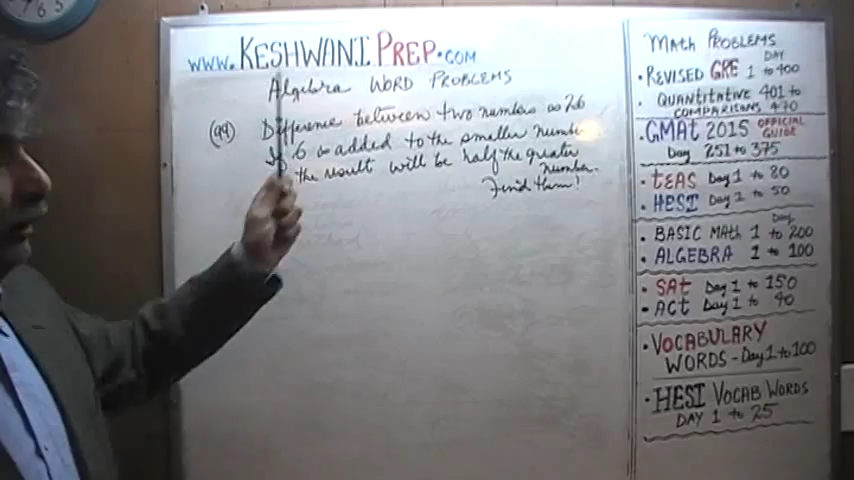 www.KESHWANIPREP.COM
Algebra WORD PROBLEMS
(99) Difference between two numbers is 26
If 6 is added to the smaller number
the result will be half the greater
number.
Find them!
Math PROBLEMS
DAY
• REVISED GRE 1 to 400
• QUANTITATIVE 401 to
COMPARISONS 470
• GMAT 2015 OFFICIAL GUIDE
Day 251 to 375
• TEAS Day 1 to 80
• HESI Day 1 to 50
Day
• BASIC MATH 1 to 200
• ALGEBRA 1 to 100
• SAt Day 1 to 150
• ACT Day 1 to 40
• VOCABULARY
WORDS - Day 1 to 100
• HESI VOCAB WORDS
DAY 1 to 25